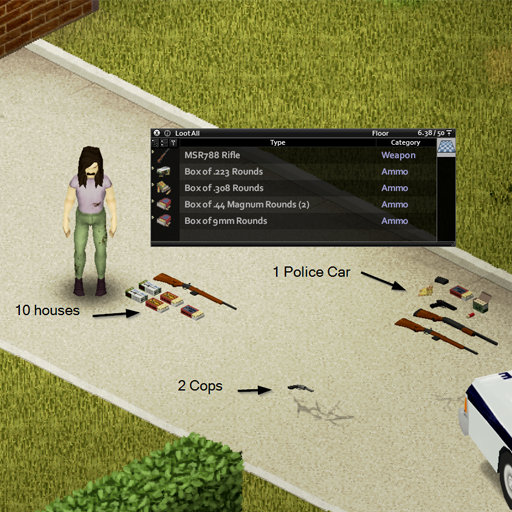 LootAll Floor 6.38 / 50
Type Category
MSR788 Rifle Weapon
Box of .223 Rounds Ammo
Box of .308 Rounds Ammo
Box of .44 Magnum Rounds (2) Ammo
Box of 9mm Rounds Ammo
1 Police Car
10 houses
2 Cops